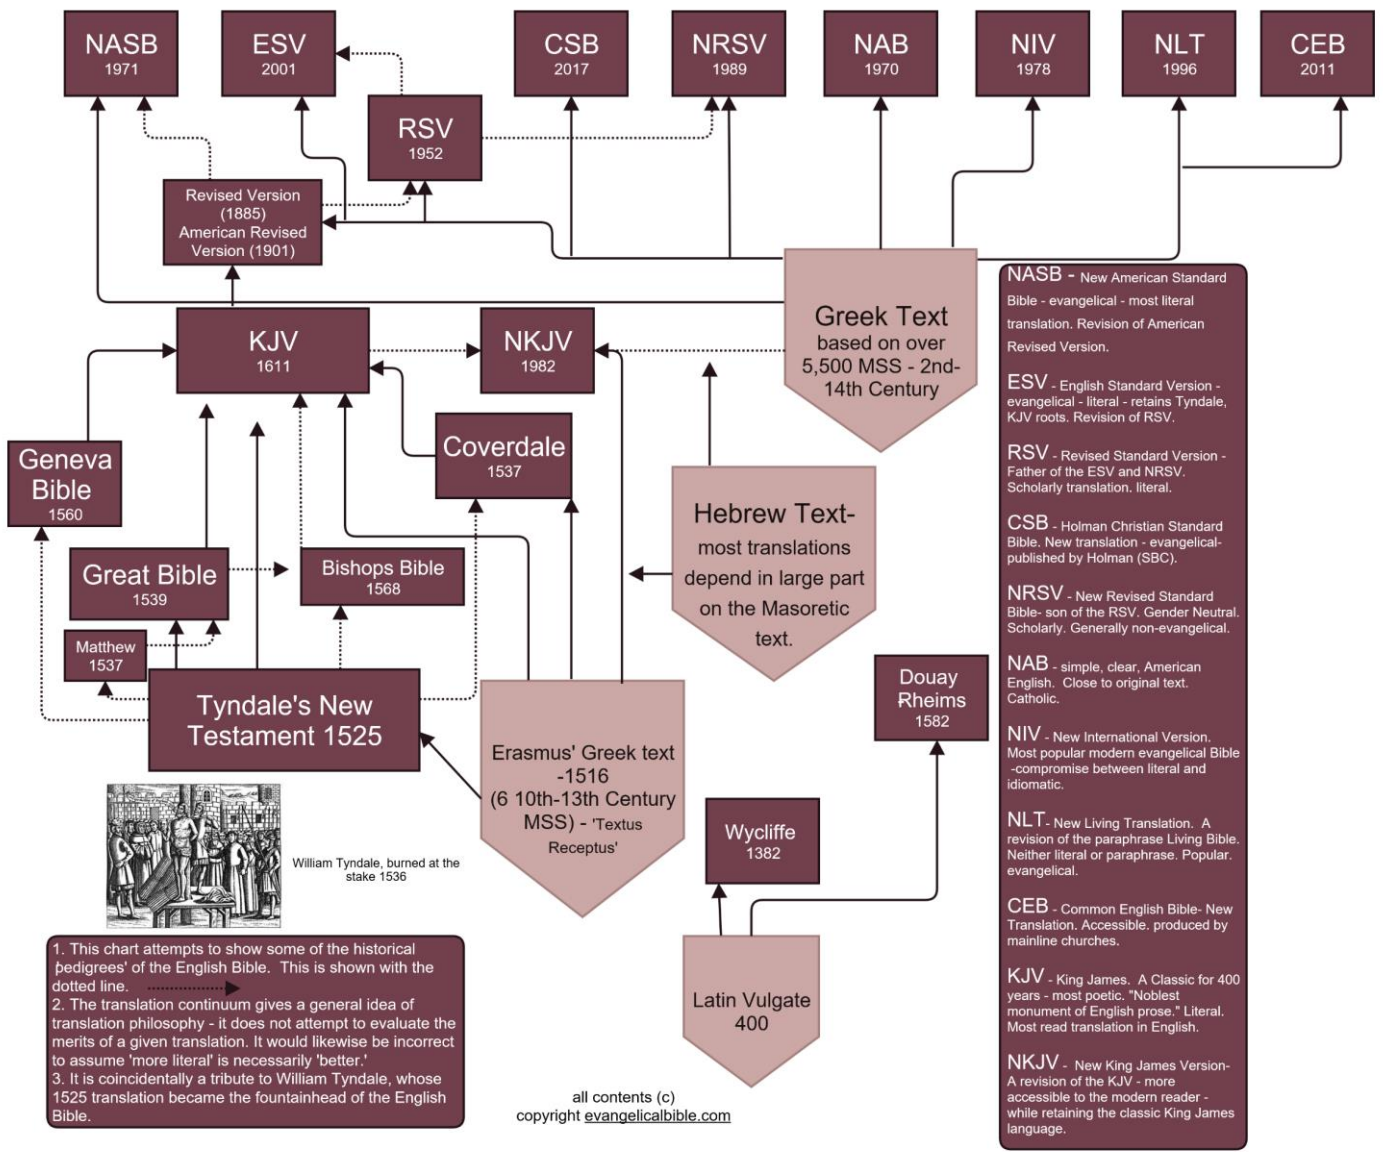 NASB
1971
ESV
2001
CSB
2017
NRSV
1989
NAB
1970
NIV
1978
NLT
1996
CEB
2011
RSV
1952
Revised Version
(1885)
American Revised
Version (1901)
KJV
1611
NKJV
1982
Greek Text
based on over
5,500 MSS - 2nd-
14th Century
Geneva
Bible
1560
Coverdale
1537
Great Bible
1539
Bishops Bible
1568
Matthew
1537
Hebrew Text-
most translations
depend in large part
on the Masoretic
text.
Tyndale's New
Testament 1525
Erasmus' Greek text
-1516
(6 10th-13th Century
MSS) - 'Textus
Receptus'
Douay
Rheims
1582
Wycliffe
1382
Latin Vulgate
400
William Tyndale, burned at the
stake 1536
1. This chart attempts to show some of the historical
'pedigrees' of the English Bible. This is shown with the
dotted line.
2. The translation continuum gives a general idea of
translation philosophy - it does not attempt to evaluate the
merits of a given translation. It would likewise be incorrect
to assume 'more literal' is necessarily 'better.'
3. It is coincidentally a tribute to William Tyndale, whose
1525 translation became the fountainhead of the English
Bible.
all contents (c)
copyright evangelicalbible.com
NASB - New American Standard
Bible - evangelical - most literal
translation. Revision of American
Revised Version.
ESV - English Standard Version -
evangelical - literal - retains Tyndale,
KJV roots. Revision of RSV.
RSV - Revised Standard Version -
Father of the ESV and NRSV.
Scholarly translation. literal.
CSB - Holman Christian Standard
Bible. New translation - evangelical-
published by Holman (SBC).
NRSV - New Revised Standard
Bible- son of the RSV. Gender Neutral.
Scholarly. Generally non-evangelical.
NAB - simple, clear, American
English. Close to original text.
Catholic.
NIV - New International Version.
Most popular modern evangelical Bible
-compromise between literal and
idiomatic.
NLT- New Living Translation. A
revision of the paraphrase Living Bible.
Neither literal or paraphrase. Popular.
evangelical.
CEB - Common English Bible- New
Translation. Accessible. produced by
mainline churches.
KJV - King James. A Classic for 400
years - most poetic. "Noblest
monument of English prose." Literal.
Most read translation in English.
NKJV - New King James Version-
A revision of the KJV - more
accessible to the modern reader -
while retaining the classic King James
language.